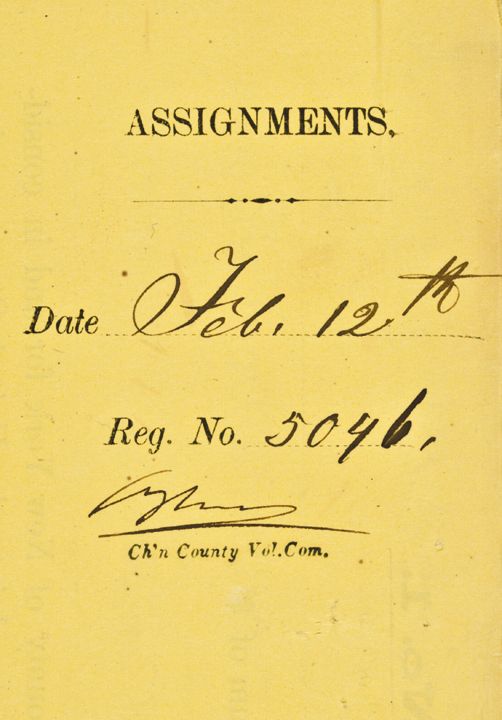 ASSIGNMENTS.
Date Feb. 12th
Reg. No. 5046.
Ch'n County Vol. Com.